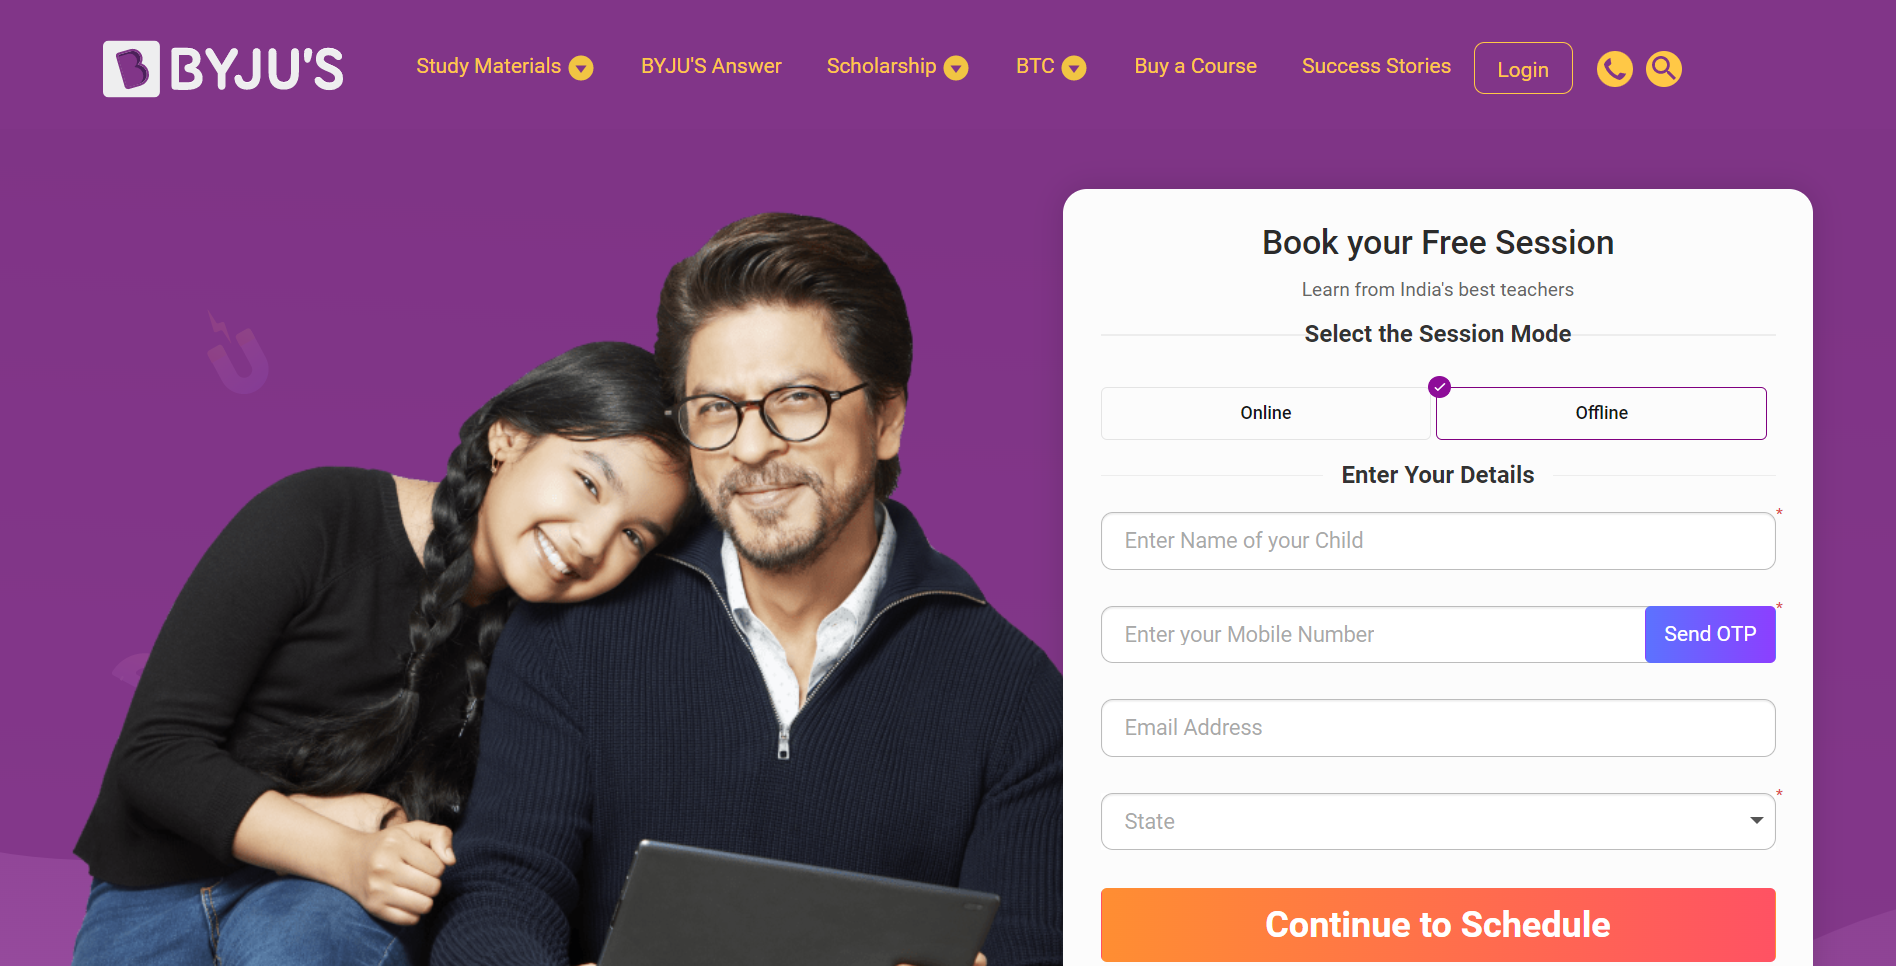 BYJU'S
Study Materials
BYJU'S Answer
Scholarship
BTC
Buy a Course
Success Stories
Login
Book your Free Session
Learn from India's best teachers
Select the Session Mode
Online
Offline
Enter Your Details
Enter Name of your Child
*
Enter your Mobile Number
Send OTP
*
Email Address
State
*
Continue to Schedule